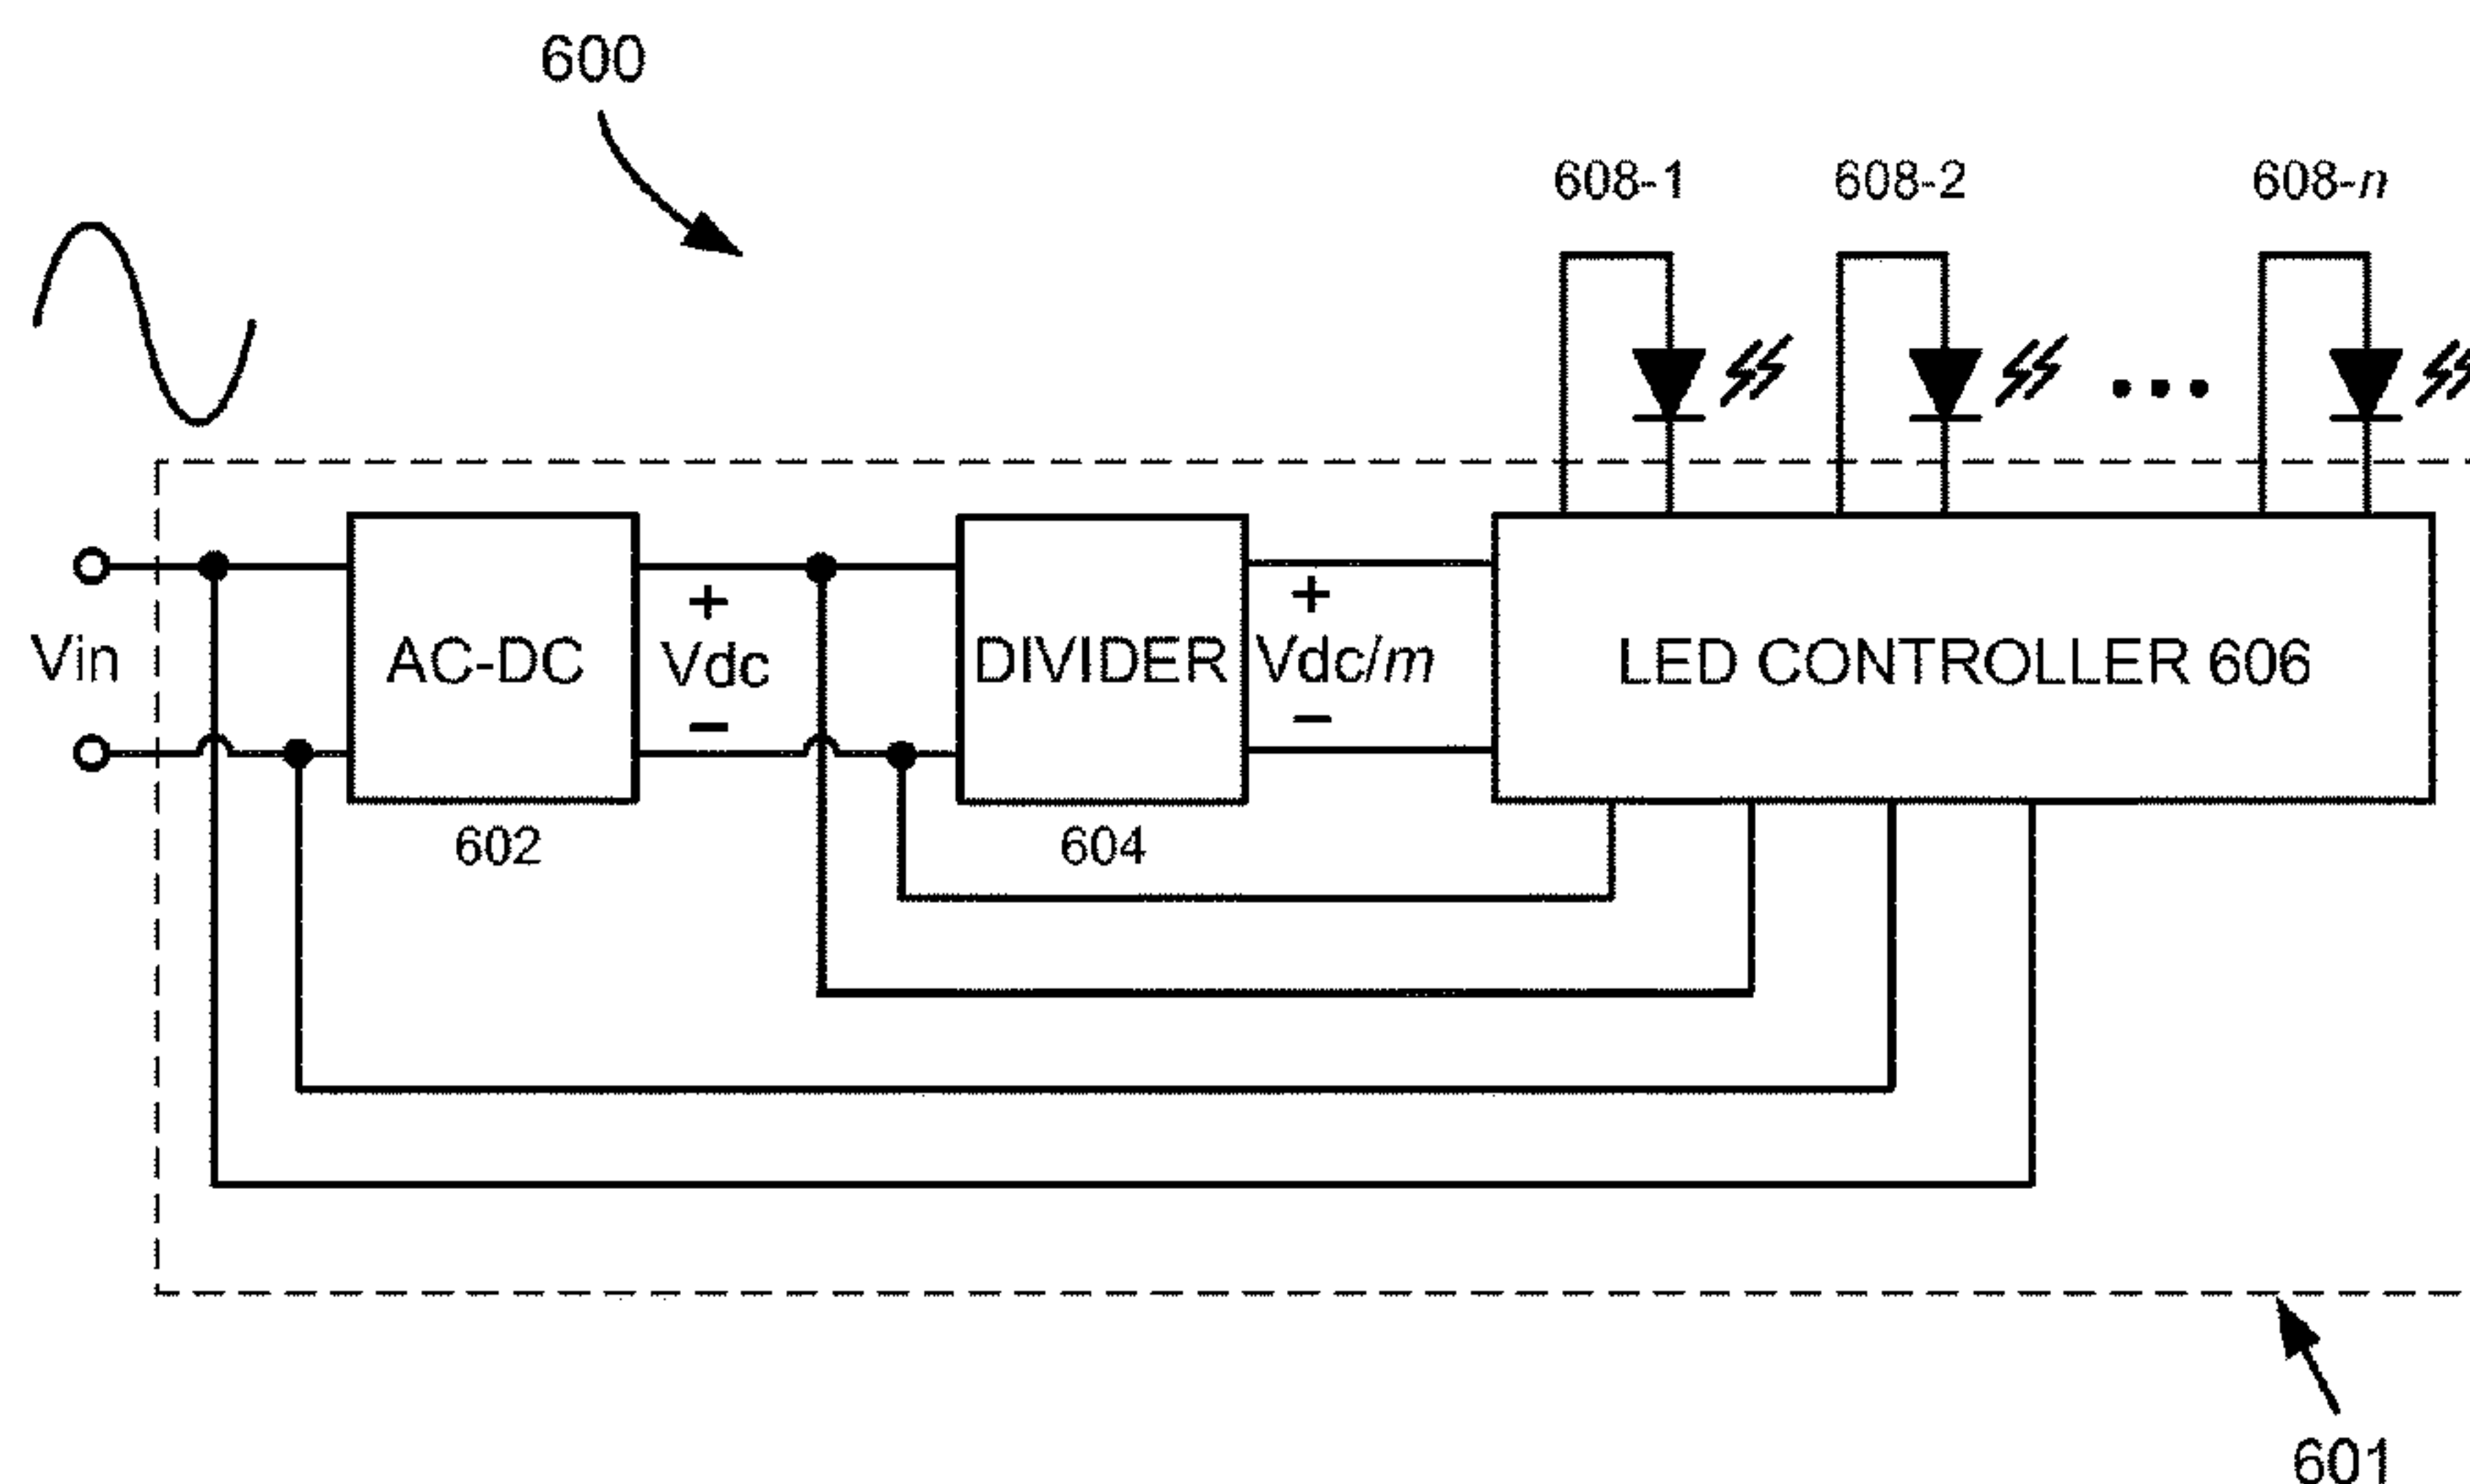 600
608-1 608-2 608-n
Vin
AC-DC
+
Vdc
−
DIVIDER
+
Vdc/m
−
LED CONTROLLER 606
602
604
601